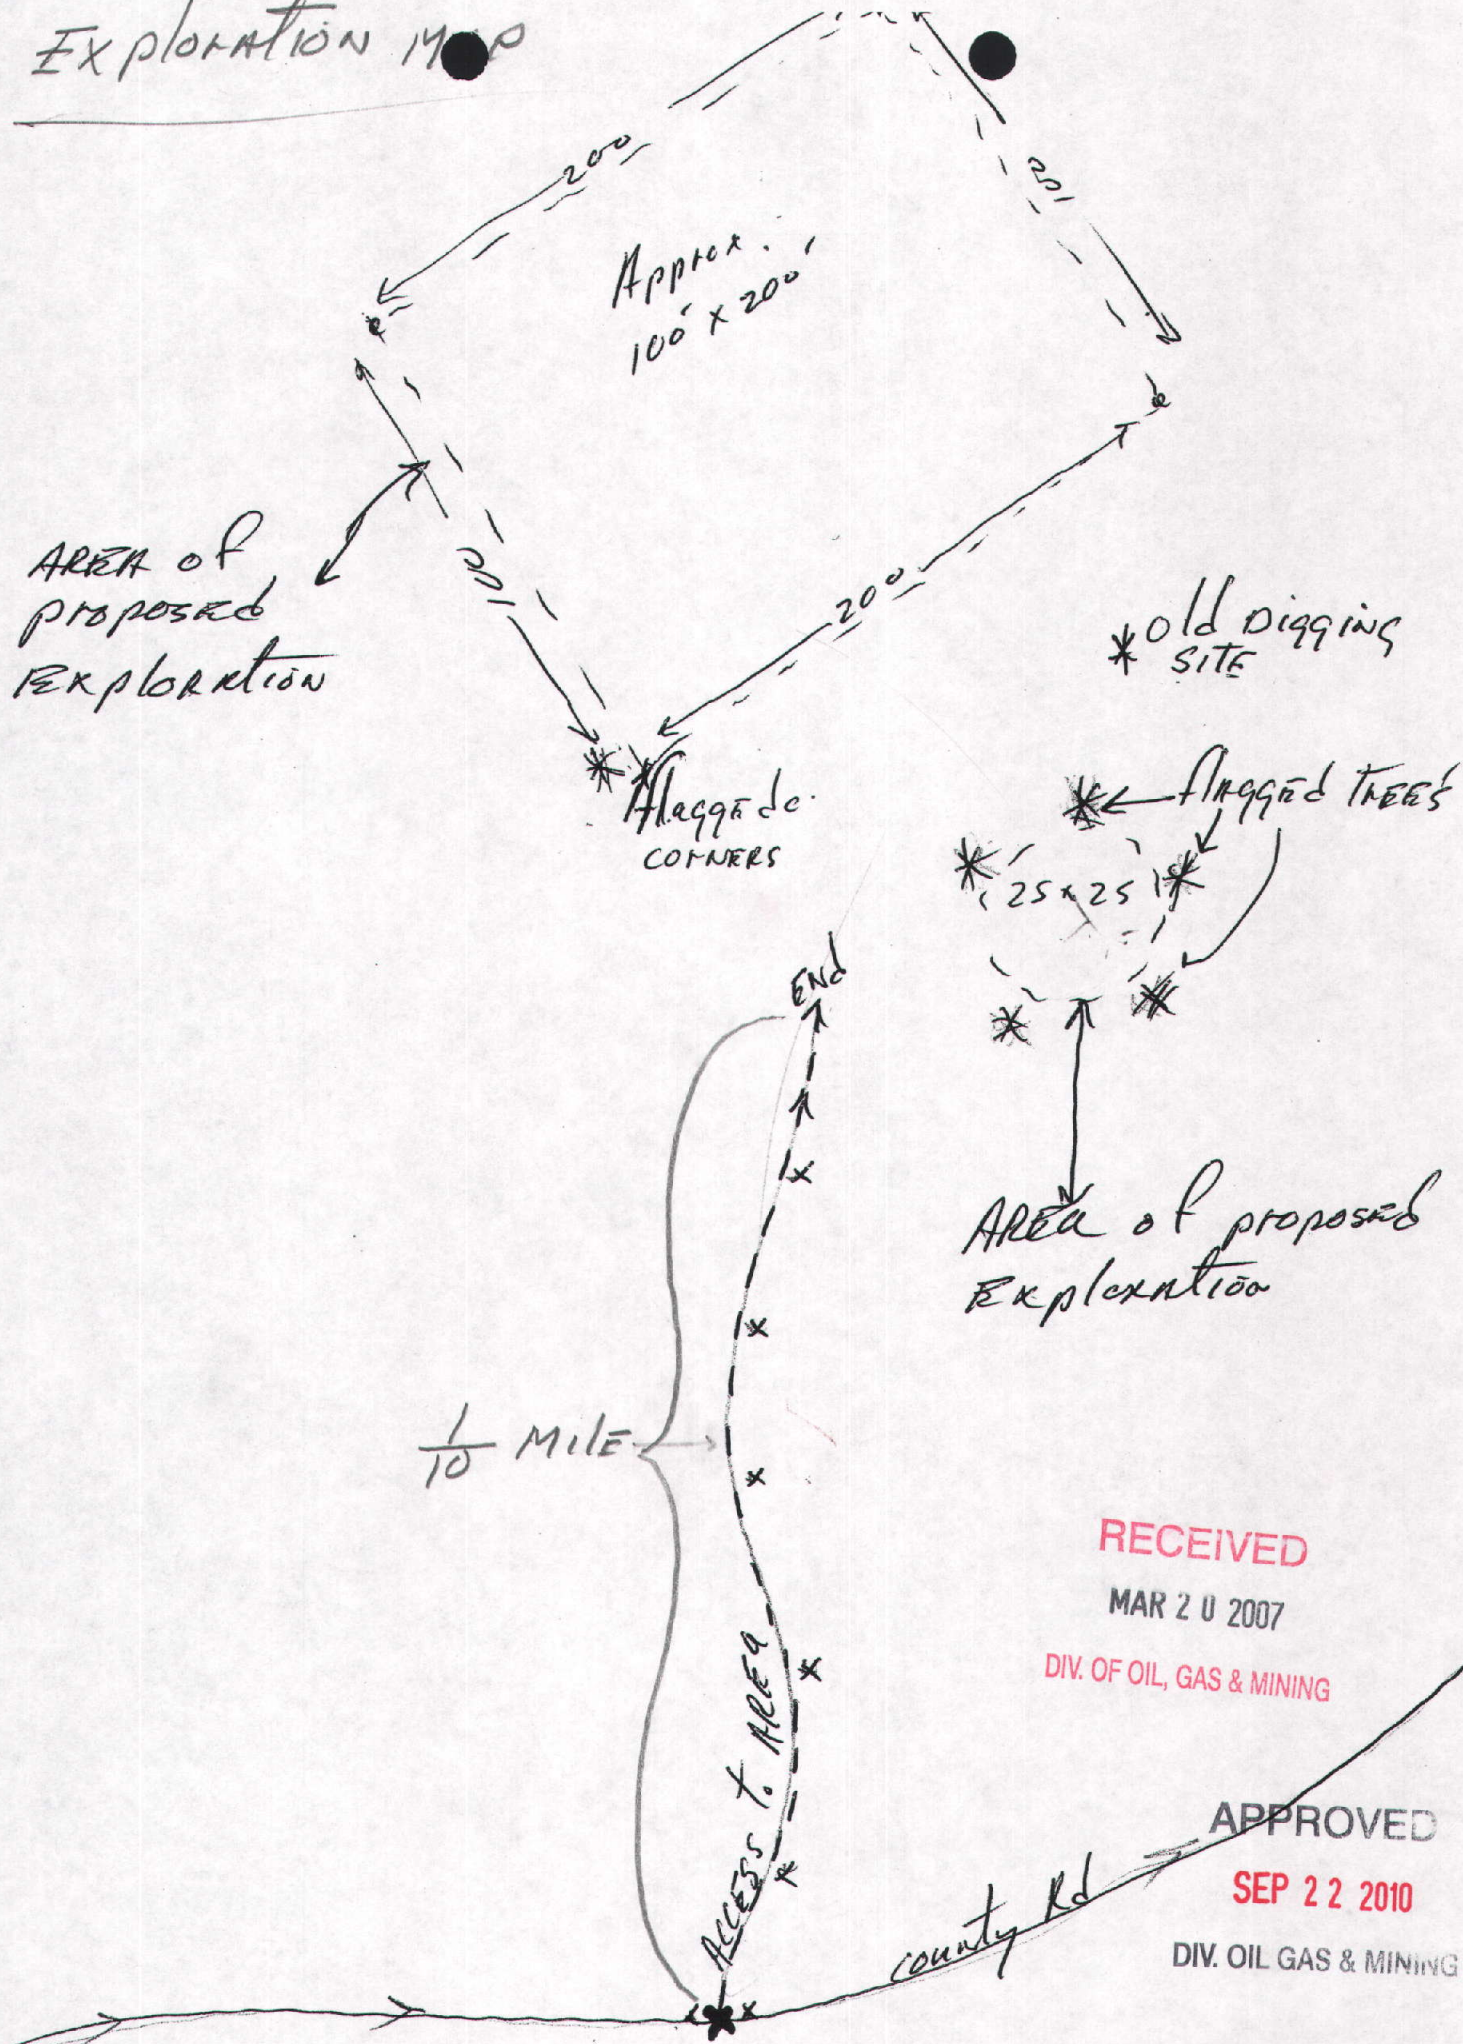 Exploration Map
200
100
Approx.
100' x 200'
AREA of
proposed
Exploration
100
200
* Old Digging
SITE
flagged
CORNERS
flagged TREES
25 x 25
END
AREA of proposed
Exploration
1/10 MILE
ACCESS To AREA
RECEIVED
MAR 20 2007
DIV. OF OIL, GAS & MINING
APPROVED
SEP 22 2010
DIV. OIL GAS & MINING
county Rd